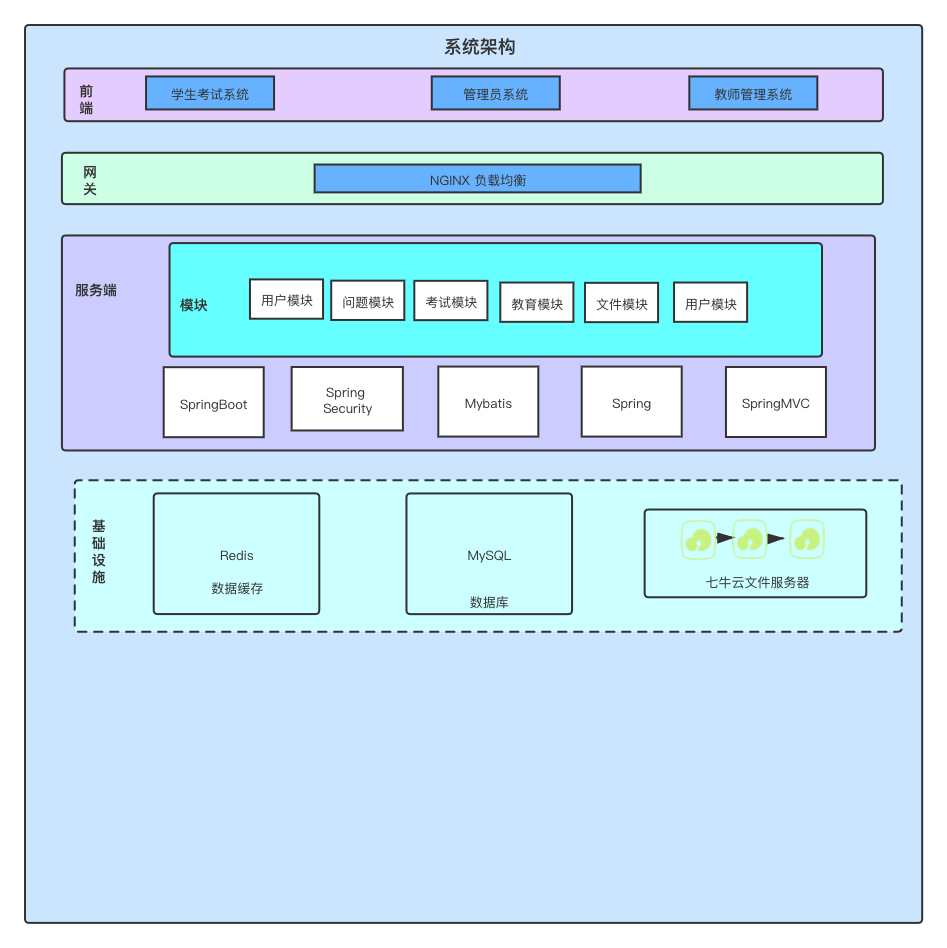 系统架构
前
端
学生考试系统
管理员系统
教师管理系统
网
关
NGINX 负载均衡
服务端
模块
用户模块
问题模块
考试模块
教育模块
文件模块
用户模块
SpringBoot
Spring
Security
Mybatis
Spring
SpringMVC
基
础
设
施
Redis
数据缓存
MySQL
数据库
七牛云文件服务器